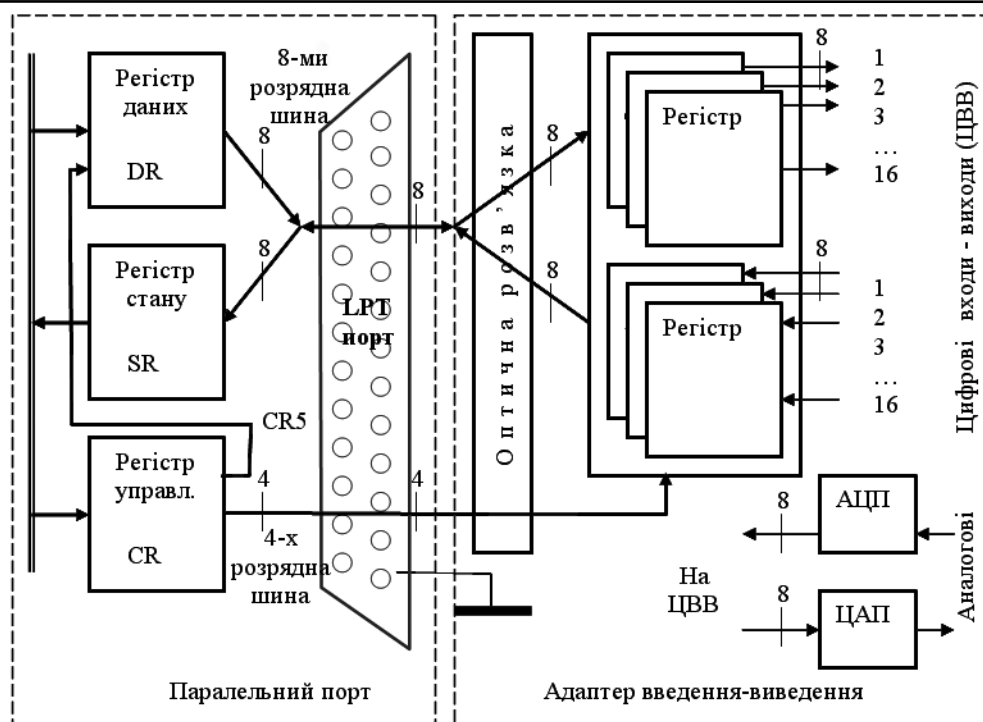 Регістр
даних
DR
8-ми
розрядна
шина
8
8
Регістр
стану
SR
CR5
Регістр
управл.
CR
4
4-х
розрядна
шина
LPT
порт
8
4
Паралельний порт
Оптична розв’язка
8
8
Регістр
8
1
2
3
…
16
Регістр
8
1
2
3
…
16
Цифрові входи - виходи (ЦВВ)
На
ЦВВ
8
АЦП
8
ЦАП
Аналогові
Адаптер введення-виведення